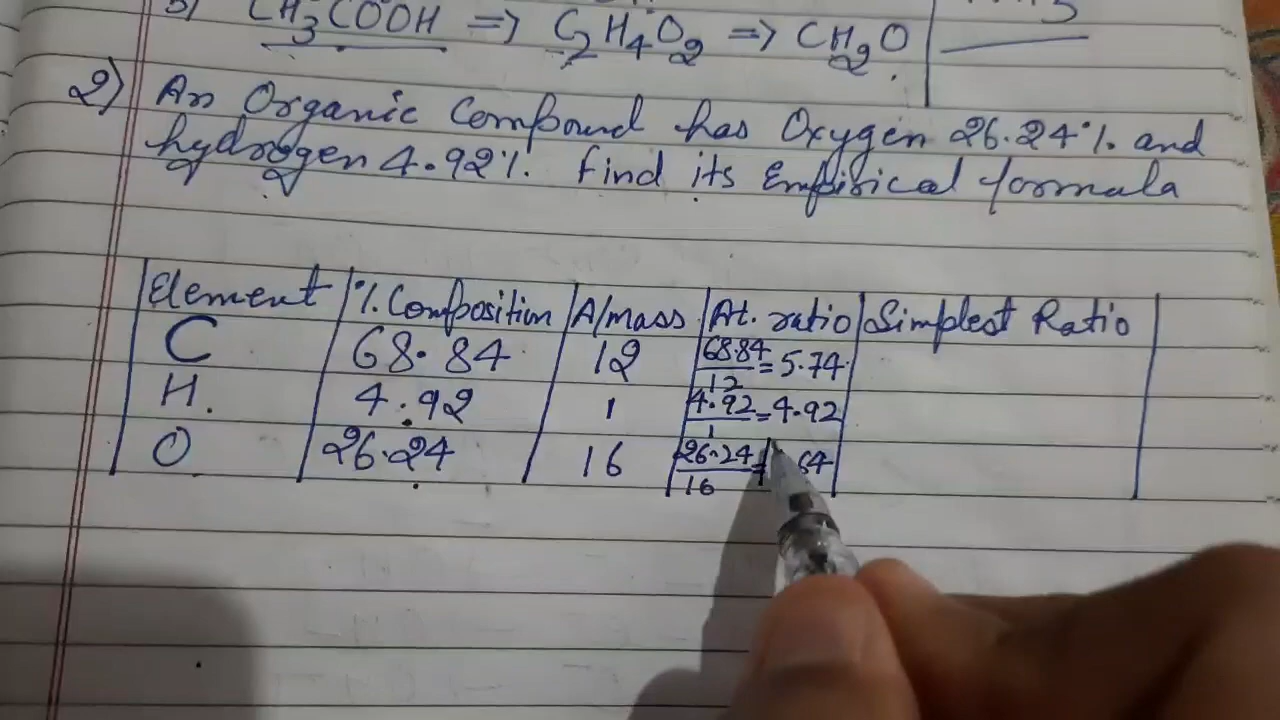 CH3COOH => C2H4O2 => CH2O
2) An Organic Compound has Oxygen 26.24%. and
hydrogen 4.92%. find its Empirical formula
Element %.Composition A/mass At. ratio Simplest Ratio
C 68.84 12 68.84/12 = 5.74
H. 4.92 1 4.92/1 = 4.92
O 26.24 16 26.24/16 = 64